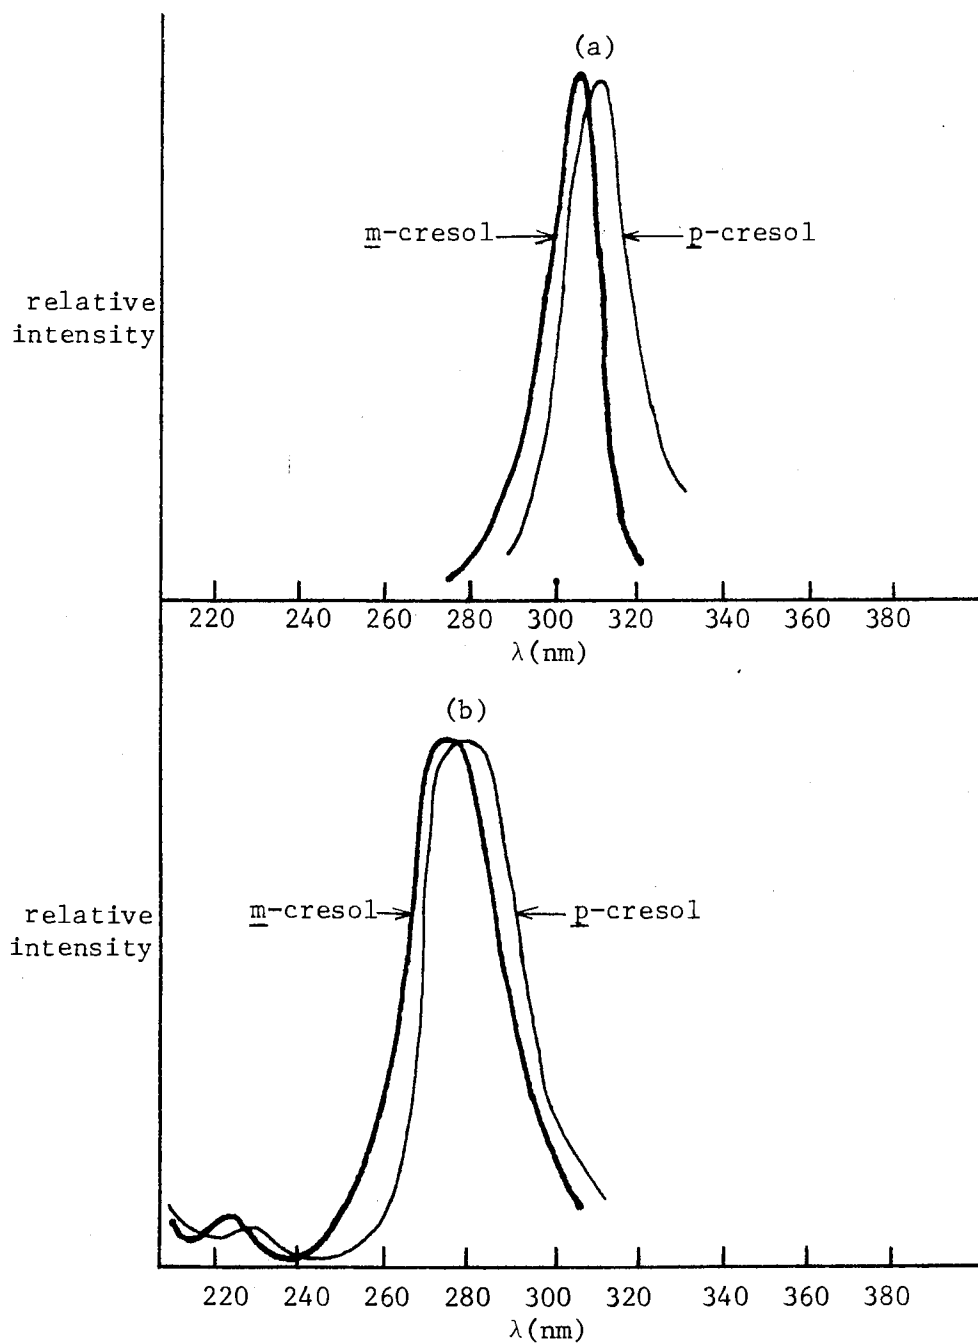 (a)
m-cresol
p-cresol
relative
intensity
220 240 260 280 300 320 340 360 380
λ(nm)
(b)
m-cresol
p-cresol
relative
intensity
220 240 260 280 300 320 340 360 380
λ(nm)